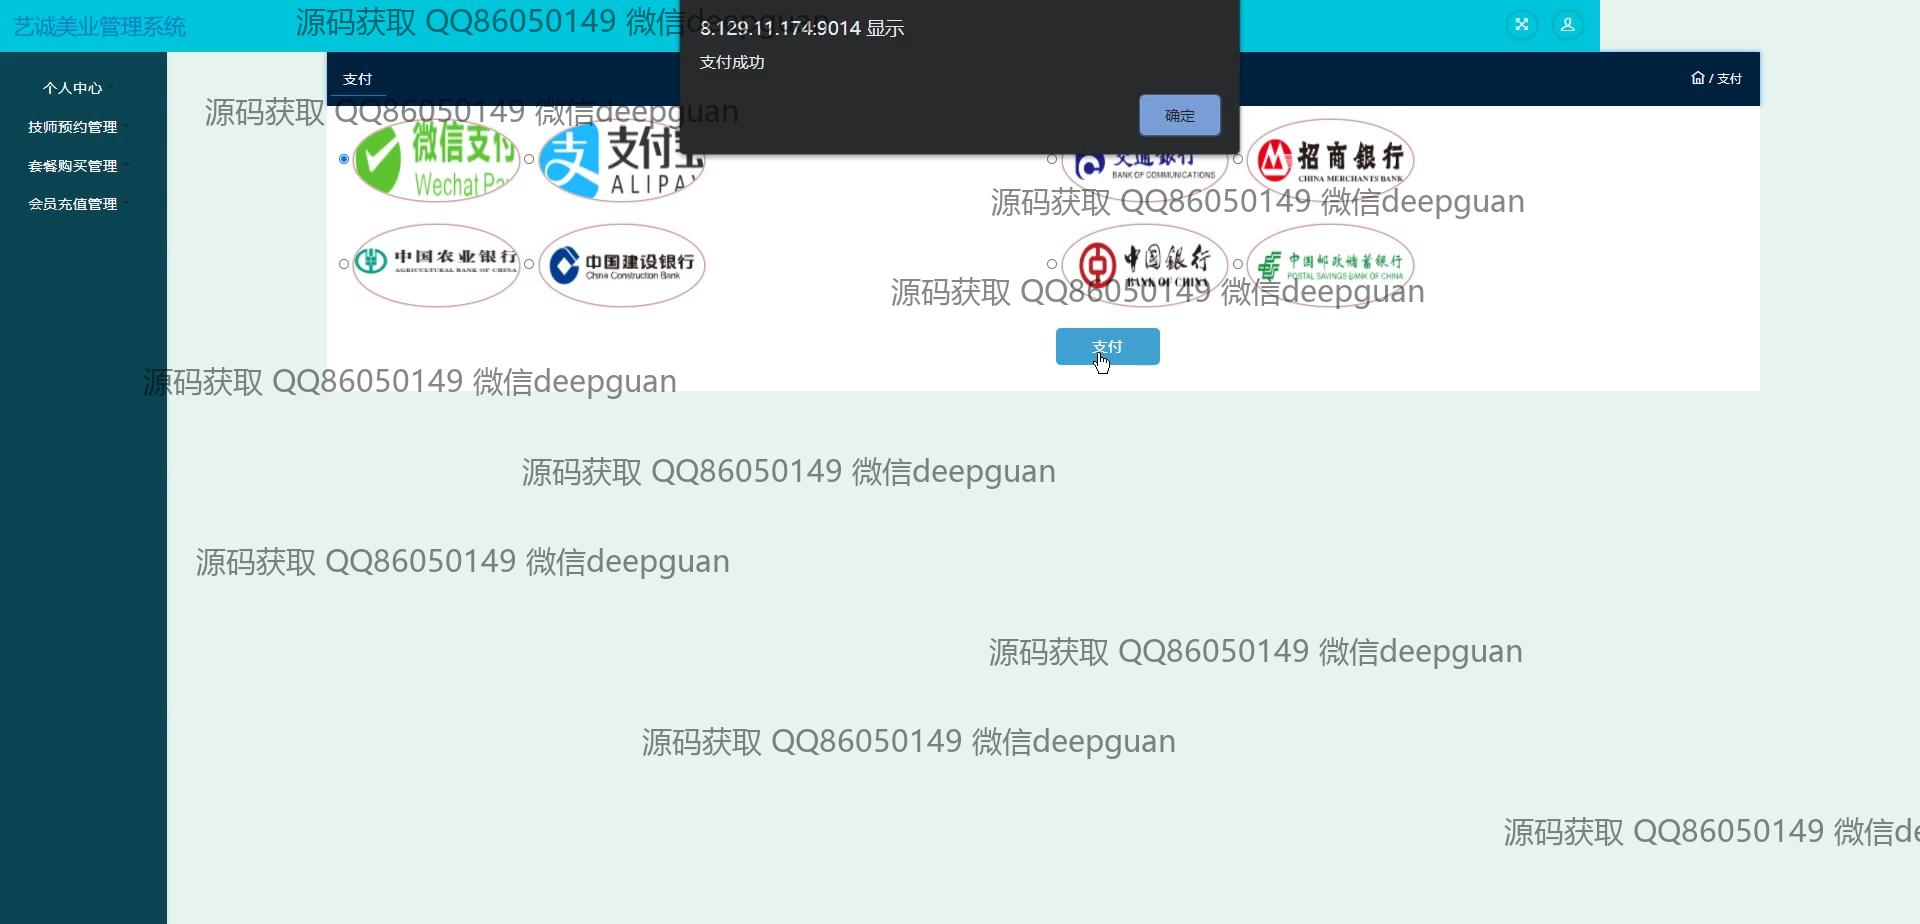 艺诚美业管理系统
源码获取 QQ86050149 微信deepguan
8.129.11.174:9014 显示
支付成功
确定
个人中心
技师预约管理
套餐购买管理
会员充值管理
支付
/ 支付
源码获取 QQ86050149 微信deepguan
微信支付
Wechat Pay
支付宝
ALIPAY
交通银行
BANK OF COMMUNICATIONS
招商銀行
CHINA MERCHANTS BANK
源码获取 QQ86050149 微信deepguan
中国农业银行
AGRICULTURAL BANK OF CHINA
中国建设银行
China Construction Bank
中國銀行
BANK OF CHINA
中国邮政储蓄银行
POSTAL SAVINGS BANK OF CHINA
源码获取 QQ86050149 微信deepguan
支付
源码获取 QQ86050149 微信deepguan
源码获取 QQ86050149 微信deepguan
源码获取 QQ86050149 微信deepguan
源码获取 QQ86050149 微信deepguan
源码获取 QQ86050149 微信deepguan
源码获取 QQ86050149 微信de